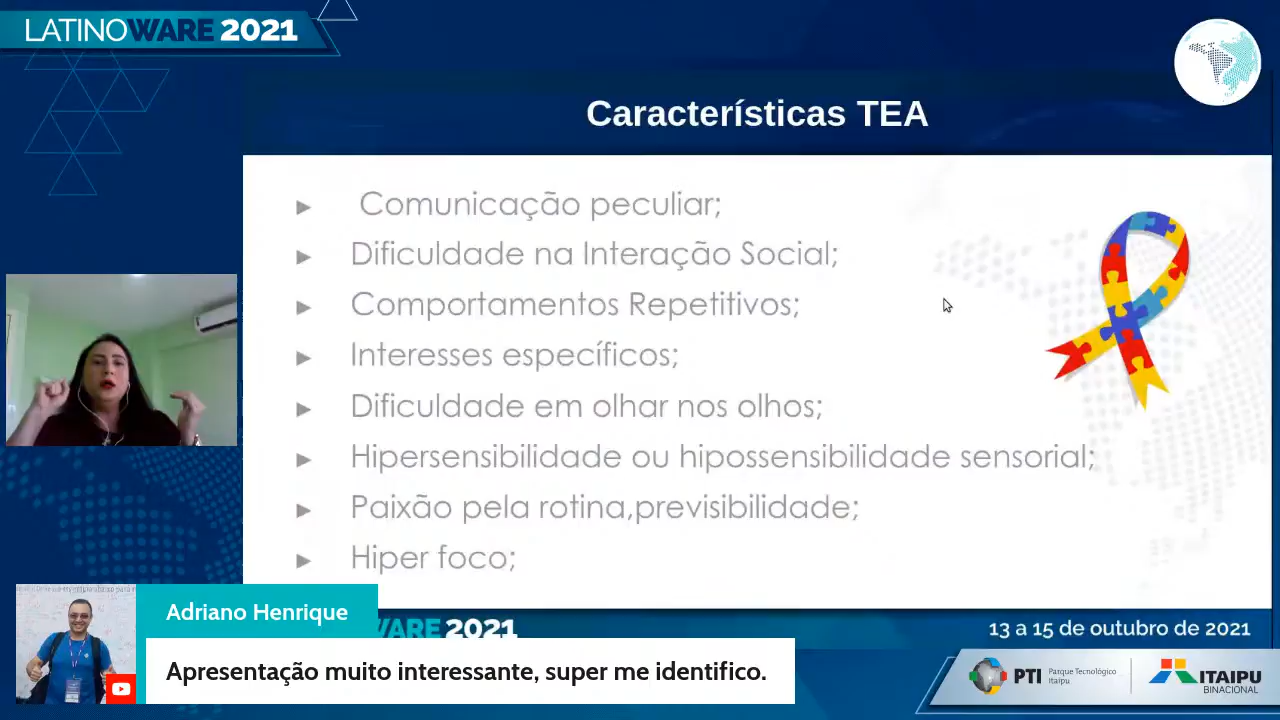 LATINOWARE 2021
Características TEA
Comunicação peculiar;
Dificuldade na Interação Social;
Comportamentos Repetitivos;
Interesses específicos;
Dificuldade em olhar nos olhos;
Hipersensibilidade ou hipossensibilidade sensorial;
Paixão pela rotina,previsibilidade;
Hiper foco;
Adriano Henrique
WARE 2021
Apresentação muito interessante, super me identifico.
13 a 15 de outubro de 2021
PTI Parque Tecnológico
Itaipu
ITAIPU
BINACIONAL